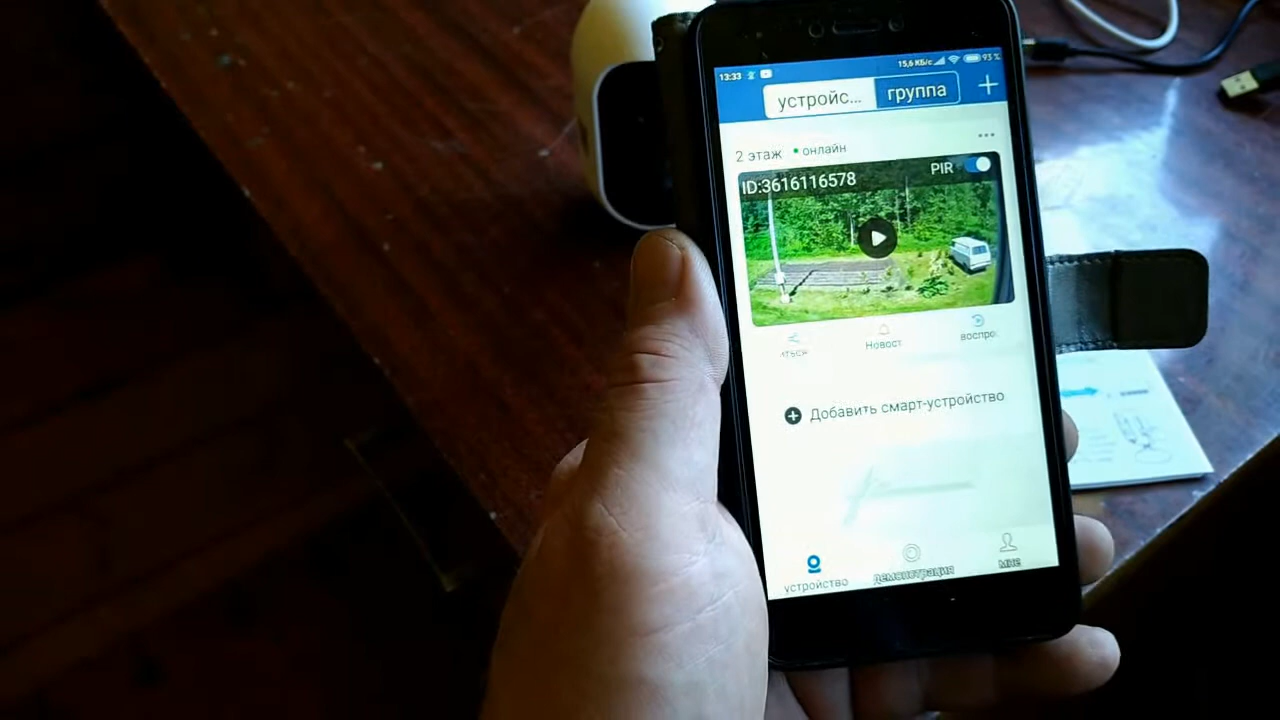 13:33 15,6 КБ/с 93%
устройс... группа
2 этаж • онлайн
ID:3616116578 PIR
иться Новост воспро
Добавить смарт-устройство
устройство демонстрация мне